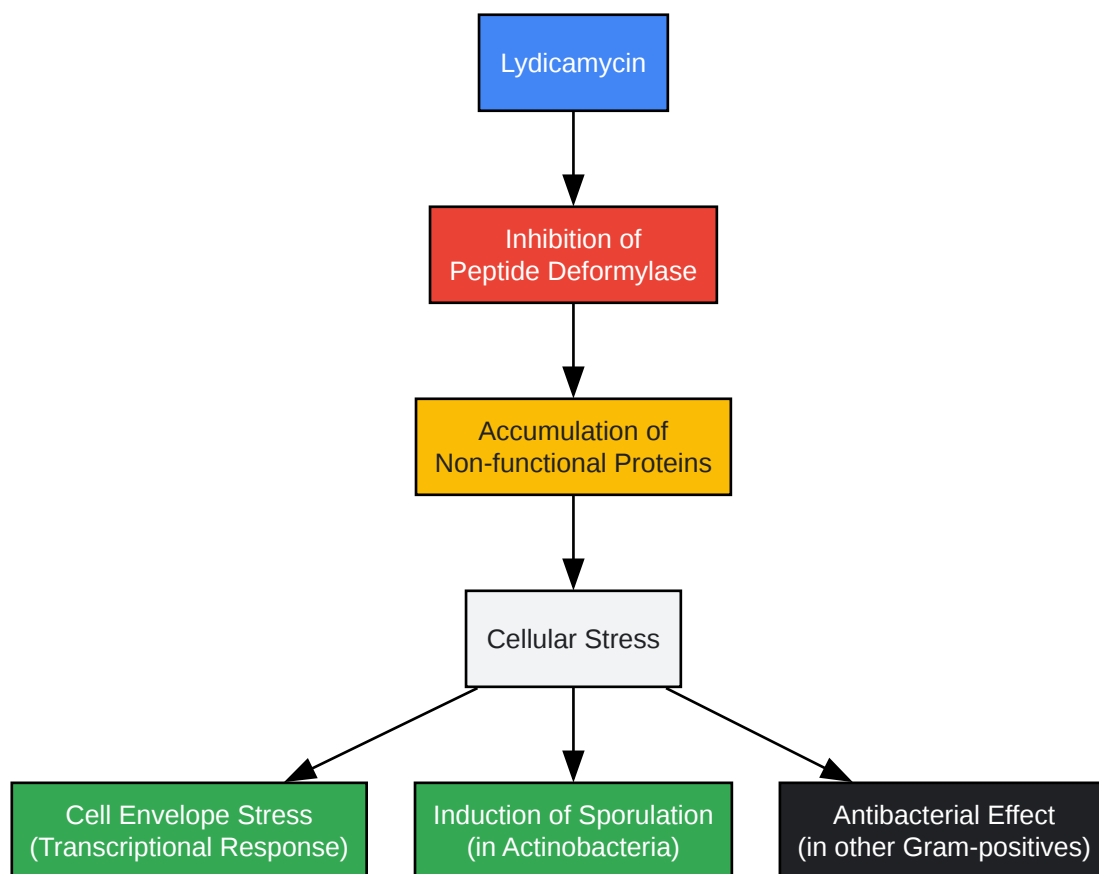 Lydicamycin
Inhibition of
Peptide Deformylase
Accumulation of
Non-functional Proteins
Cellular Stress
Cell Envelope Stress
(Transcriptional Response)
Induction of Sporulation
(in Actinobacteria)
Antibacterial Effect
(in other Gram-positives)